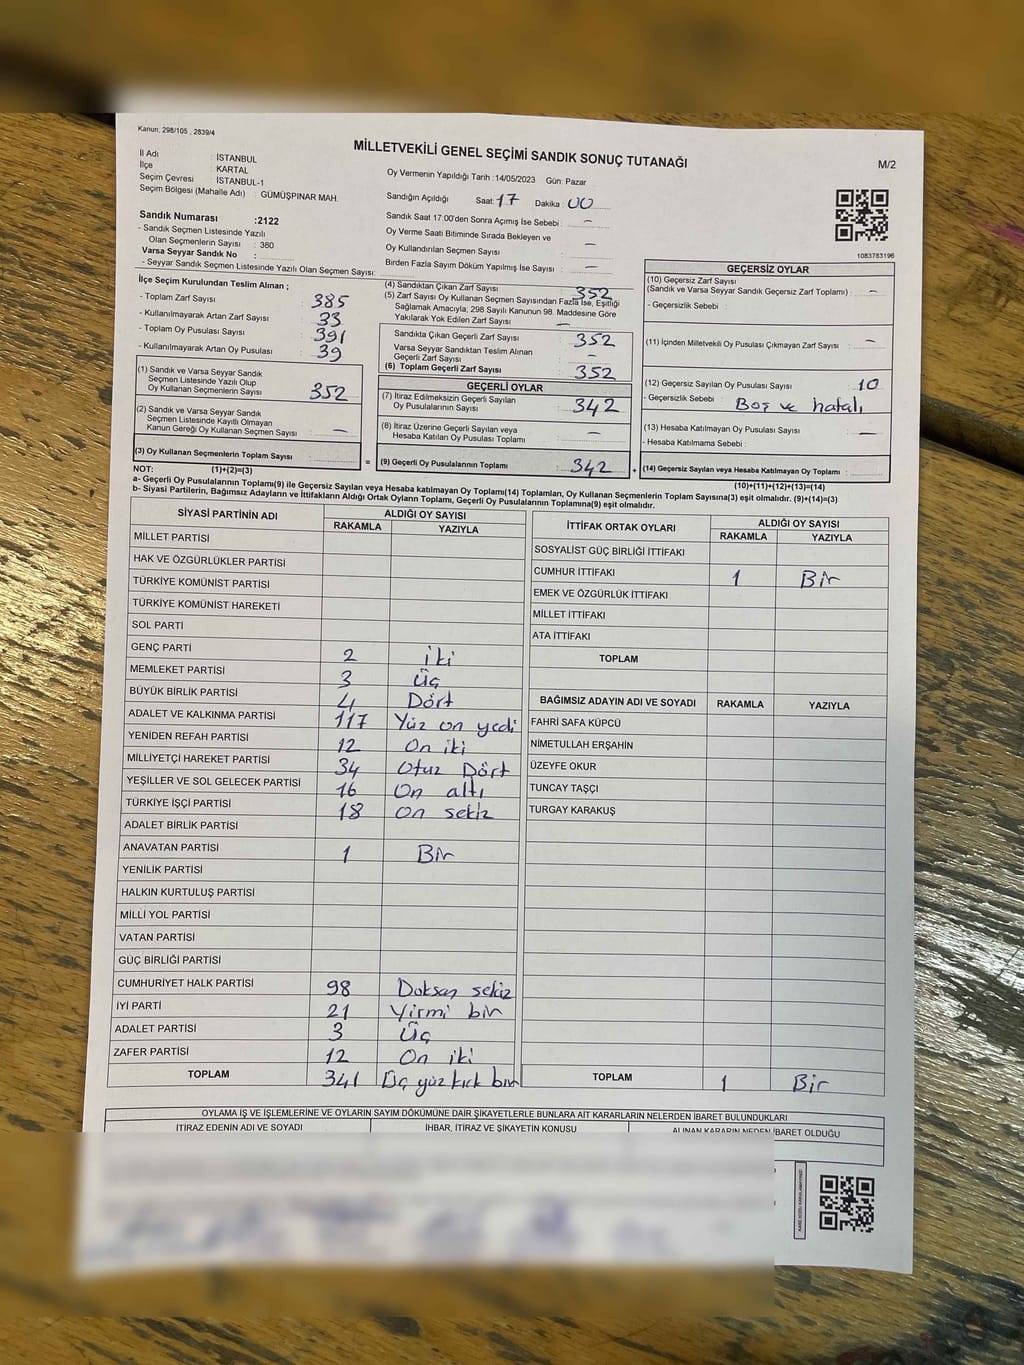 Kanun; 298/105 , 2839/4
MİLLETVEKİLİ GENEL SEÇİMİ SANDIK SONUÇ TUTANAĞI
M/2
İl Adı : İSTANBUL
İlçe : KARTAL
Seçim Çevresi : İSTANBUL-1
Seçim Bölgesi (Mahalle Adı) : GÜMÜŞPINAR MAH.
Sandık Numarası :2122
- Sandık Seçmen Listesinde Yazılı
Olan Seçmenlerin Sayısı : 380
Varsa Seyyar Sandık No :
- Seyyar Sandık Seçmen Listesinde Yazılı Olan Seçmen Sayısı:
Oy Vermenin Yapıldığı Tarih :14/05/2023 Gün: Pazar
Sandığın Açıldığı Saat: 17 Dakika : 00
Sandık Saat 17:00'den Sonra Açımış İse Sebebi : –
Oy Verme Saati Bitiminde Sırada Bekleyen ve
Oy Kullandırılan Seçmen Sayısı : –
Birden Fazla Sayım Döküm Yapılmış İse Sayısı : –
1083783196
İlçe Seçim Kurulundan Teslim Alınan ;
- Toplam Zarf Sayısı : 385
- Kullanılmayarak Artan Zarf Sayısı : 33
- Toplam Oy Pusulası Sayısı : 391
- Kullanılmayarak Artan Oy Pusulası : 39
(1) Sandık ve Varsa Seyyar Sandık
Seçmen Listesinde Yazılı Olup
Oy Kullanan Seçmenlerin Sayısı : 352
(2) Sandık ve Varsa Seyyar Sandık
Seçmen Listesinde Kayıtlı Olmayan
Kanun Gereği Oy Kullanan Seçmen Sayısı : –
(3) Oy Kullanan Seçmenlerin Toplam Sayısı :
(4) Sandıktan Çıkan Zarf Sayısı : 352
(5) Zarf Sayısı Oy Kullanan Seçmen Sayısından Fazla İse, Eşitliği
Sağlamak Amacıyla; 298 Sayılı Kanunun 98. Maddesine Göre
Yakılarak Yok Edilen Zarf Sayısı : –
Sandıkta Çıkan Geçerli Zarf Sayısı : 352
Varsa Seyyar Sandıktan Teslim Alınan
Geçerli Zarf Sayısı : –
(6) Toplam Geçerli Zarf Sayısı : 352
GEÇERLİ OYLAR
(7) İtiraz Edilmeksizin Geçerli Sayılan
Oy Pusulalarının Sayısı : 342
(8) İtiraz Üzerine Geçerli Sayılan veya
Hesaba Katılan Oy Pusulası Toplamı : –
= (9) Geçerli Oy Pusulalarının Toplamı : 342
GEÇERSİZ OYLAR
(10) Geçersiz Zarf Sayısı
(Sandık ve Varsa Seyyar Sandık Geçersiz Zarf Toplamı) : –
- Geçersizlik Sebebi :
(11) İçinden Milletvekili Oy Pusulası Çıkmayan Zarf Sayısı : –
(12) Geçersiz Sayılan Oy Pusulası Sayısı : 10
- Geçersizlik Sebebi : Boş ve hatalı
(13) Hesaba Katılmayan Oy Pusulası Sayısı : –
- Hesaba Katılmama Sebebi :
+ (14) Geçersiz Sayılan veya Hesaba Katılmayan Oy Toplamı :
NOT: (1)+(2)=(3)
(10)+(11)+(12)+(13)=(14)
a- Geçerli Oy Pusulalarının Toplamı(9) ile Geçersiz Sayılan veya Hesaba katılmayan Oy Toplamı(14) Toplamları, Oy Kullanan Seçmenlerin Toplam Sayısına(3) eşit olmalıdır. (9)+(14)=(3)
b- Siyasi Partilerin, Bağımsız Adayların ve İttifakların Aldığı Ortak Oyların Toplamı, Geçerli Oy Pusulalarının Toplamına(9) eşit olmalıdır.
SİYASİ PARTİNİN ADI ALDIĞI OY SAYISI
RAKAMLA YAZIYLA
MİLLET PARTİSİ
HAK VE ÖZGÜRLÜKLER PARTİSİ
TÜRKİYE KOMÜNİST PARTİSİ
TÜRKİYE KOMÜNİST HAREKETİ
SOL PARTİ
GENÇ PARTİ 2 iki
MEMLEKET PARTİSİ 3 üç
BÜYÜK BİRLİK PARTİSİ 4 Dört
ADALET VE KALKINMA PARTİSİ 117 Yüz on yedi
YENİDEN REFAH PARTİSİ 12 On iki
MİLLİYETÇİ HAREKET PARTİSİ 34 Otuz Dört
YEŞİLLER VE SOL GELECEK PARTİSİ 16 On altı
TÜRKİYE İŞÇİ PARTİSİ 18 On sekiz
ADALET BİRLİK PARTİSİ
ANAVATAN PARTİSİ 1 Bir
YENİLİK PARTİSİ
HALKIN KURTULUŞ PARTİSİ
MİLLİ YOL PARTİSİ
VATAN PARTİSİ
GÜÇ BİRLİĞİ PARTİSİ
CUMHURİYET HALK PARTİSİ 98 Doksan sekiz
İYİ PARTİ 21 Yirmi bir
ADALET PARTİSİ 3 Üç
ZAFER PARTİSİ 12 On iki
TOPLAM 341 Üç yüz kırk bir
İTTİFAK ORTAK OYLARI ALDIĞI OY SAYISI
RAKAMLA YAZIYLA
SOSYALİST GÜÇ BİRLİĞİ İTTİFAKI
CUMHUR İTTİFAKI 1 Bir
EMEK VE ÖZGÜRLÜK İTTİFAKI
MİLLET İTTİFAKI
ATA İTTİFAKI
TOPLAM
BAĞIMSIZ ADAYIN ADI VE SOYADI RAKAMLA YAZIYLA
FAHRİ SAFA KÜPCÜ
NİMETULLAH ERŞAHİN
ÜZEYFE OKUR
TUNCAY TAŞÇI
TURGAY KARAKUŞ
TOPLAM 1 Bir
OYLAMA İŞ VE İŞLEMLERİNE VE OYLARIN SAYIM DÖKÜMÜNE DAİR ŞİKAYETLERLE BUNLARA AİT KARARLARIN NELERDEN İBARET BULUNDUKLARI
İTİRAZ EDENİN ADI VE SOYADI İHBAR, İTİRAZ VE ŞİKAYETİN KONUSU ALINAN KARARIN NEDEN İBARET OLDUĞU